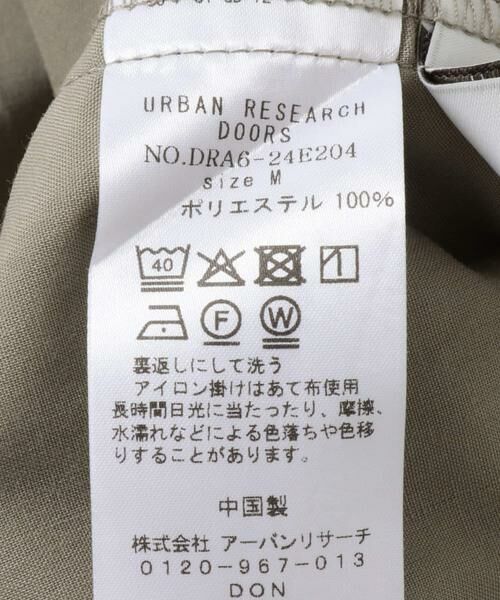 URBAN RESEARCH
DOORS
NO.DRA6-24E204
size M
ポリエステル 100%
40
F W
裏返しにして洗う
アイロン掛けはあて布使用
長時間日光に当たったり、摩擦、
水濡れなどによる色落ちや色移
りすることがあります。
中国製
株式会社 アーバンリサーチ
0120-967-013
DON